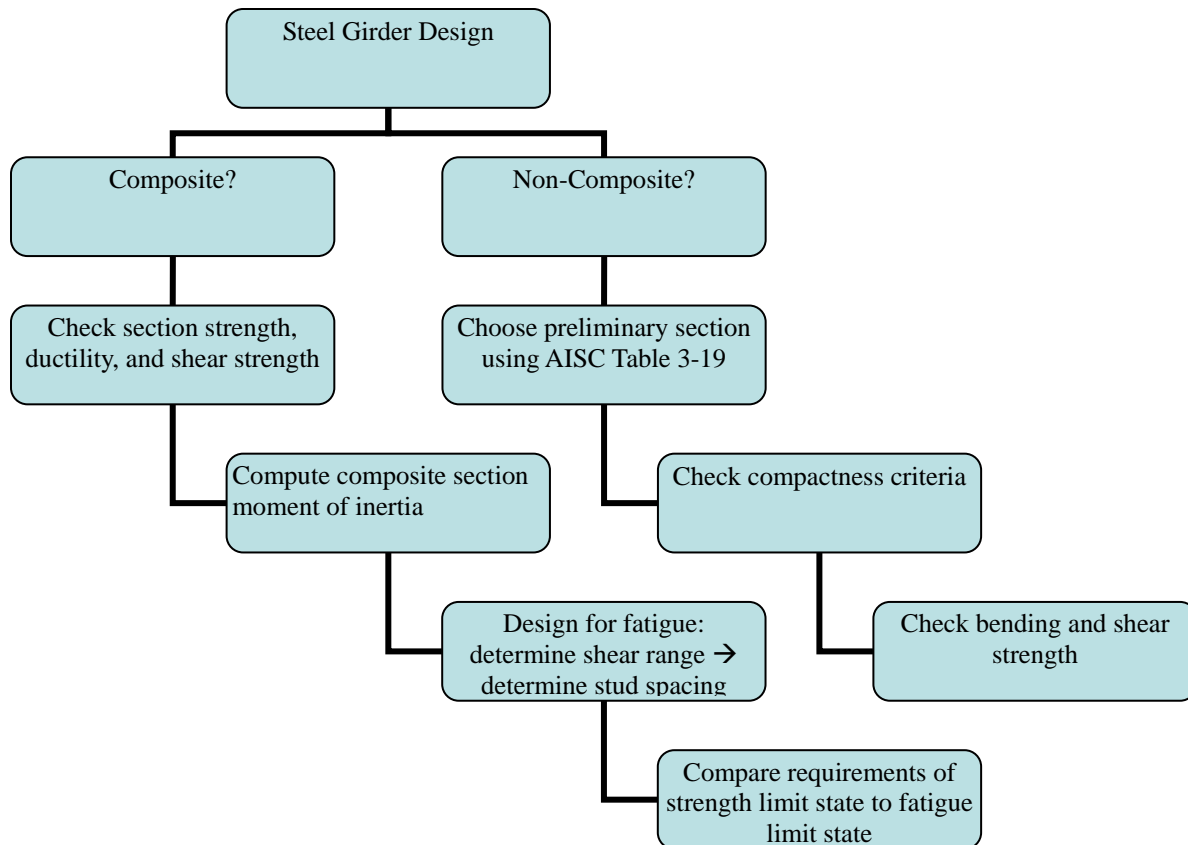 Steel Girder Design
Composite?
Non-Composite?
Check section strength,
ductility, and shear strength
Choose preliminary section
using AISC Table 3-19
Compute composite section
moment of inertia
Check compactness criteria
Design for fatigue:
determine shear range →
determine stud spacing
Check bending and shear
strength
Compare requirements of
strength limit state to fatigue
limit state